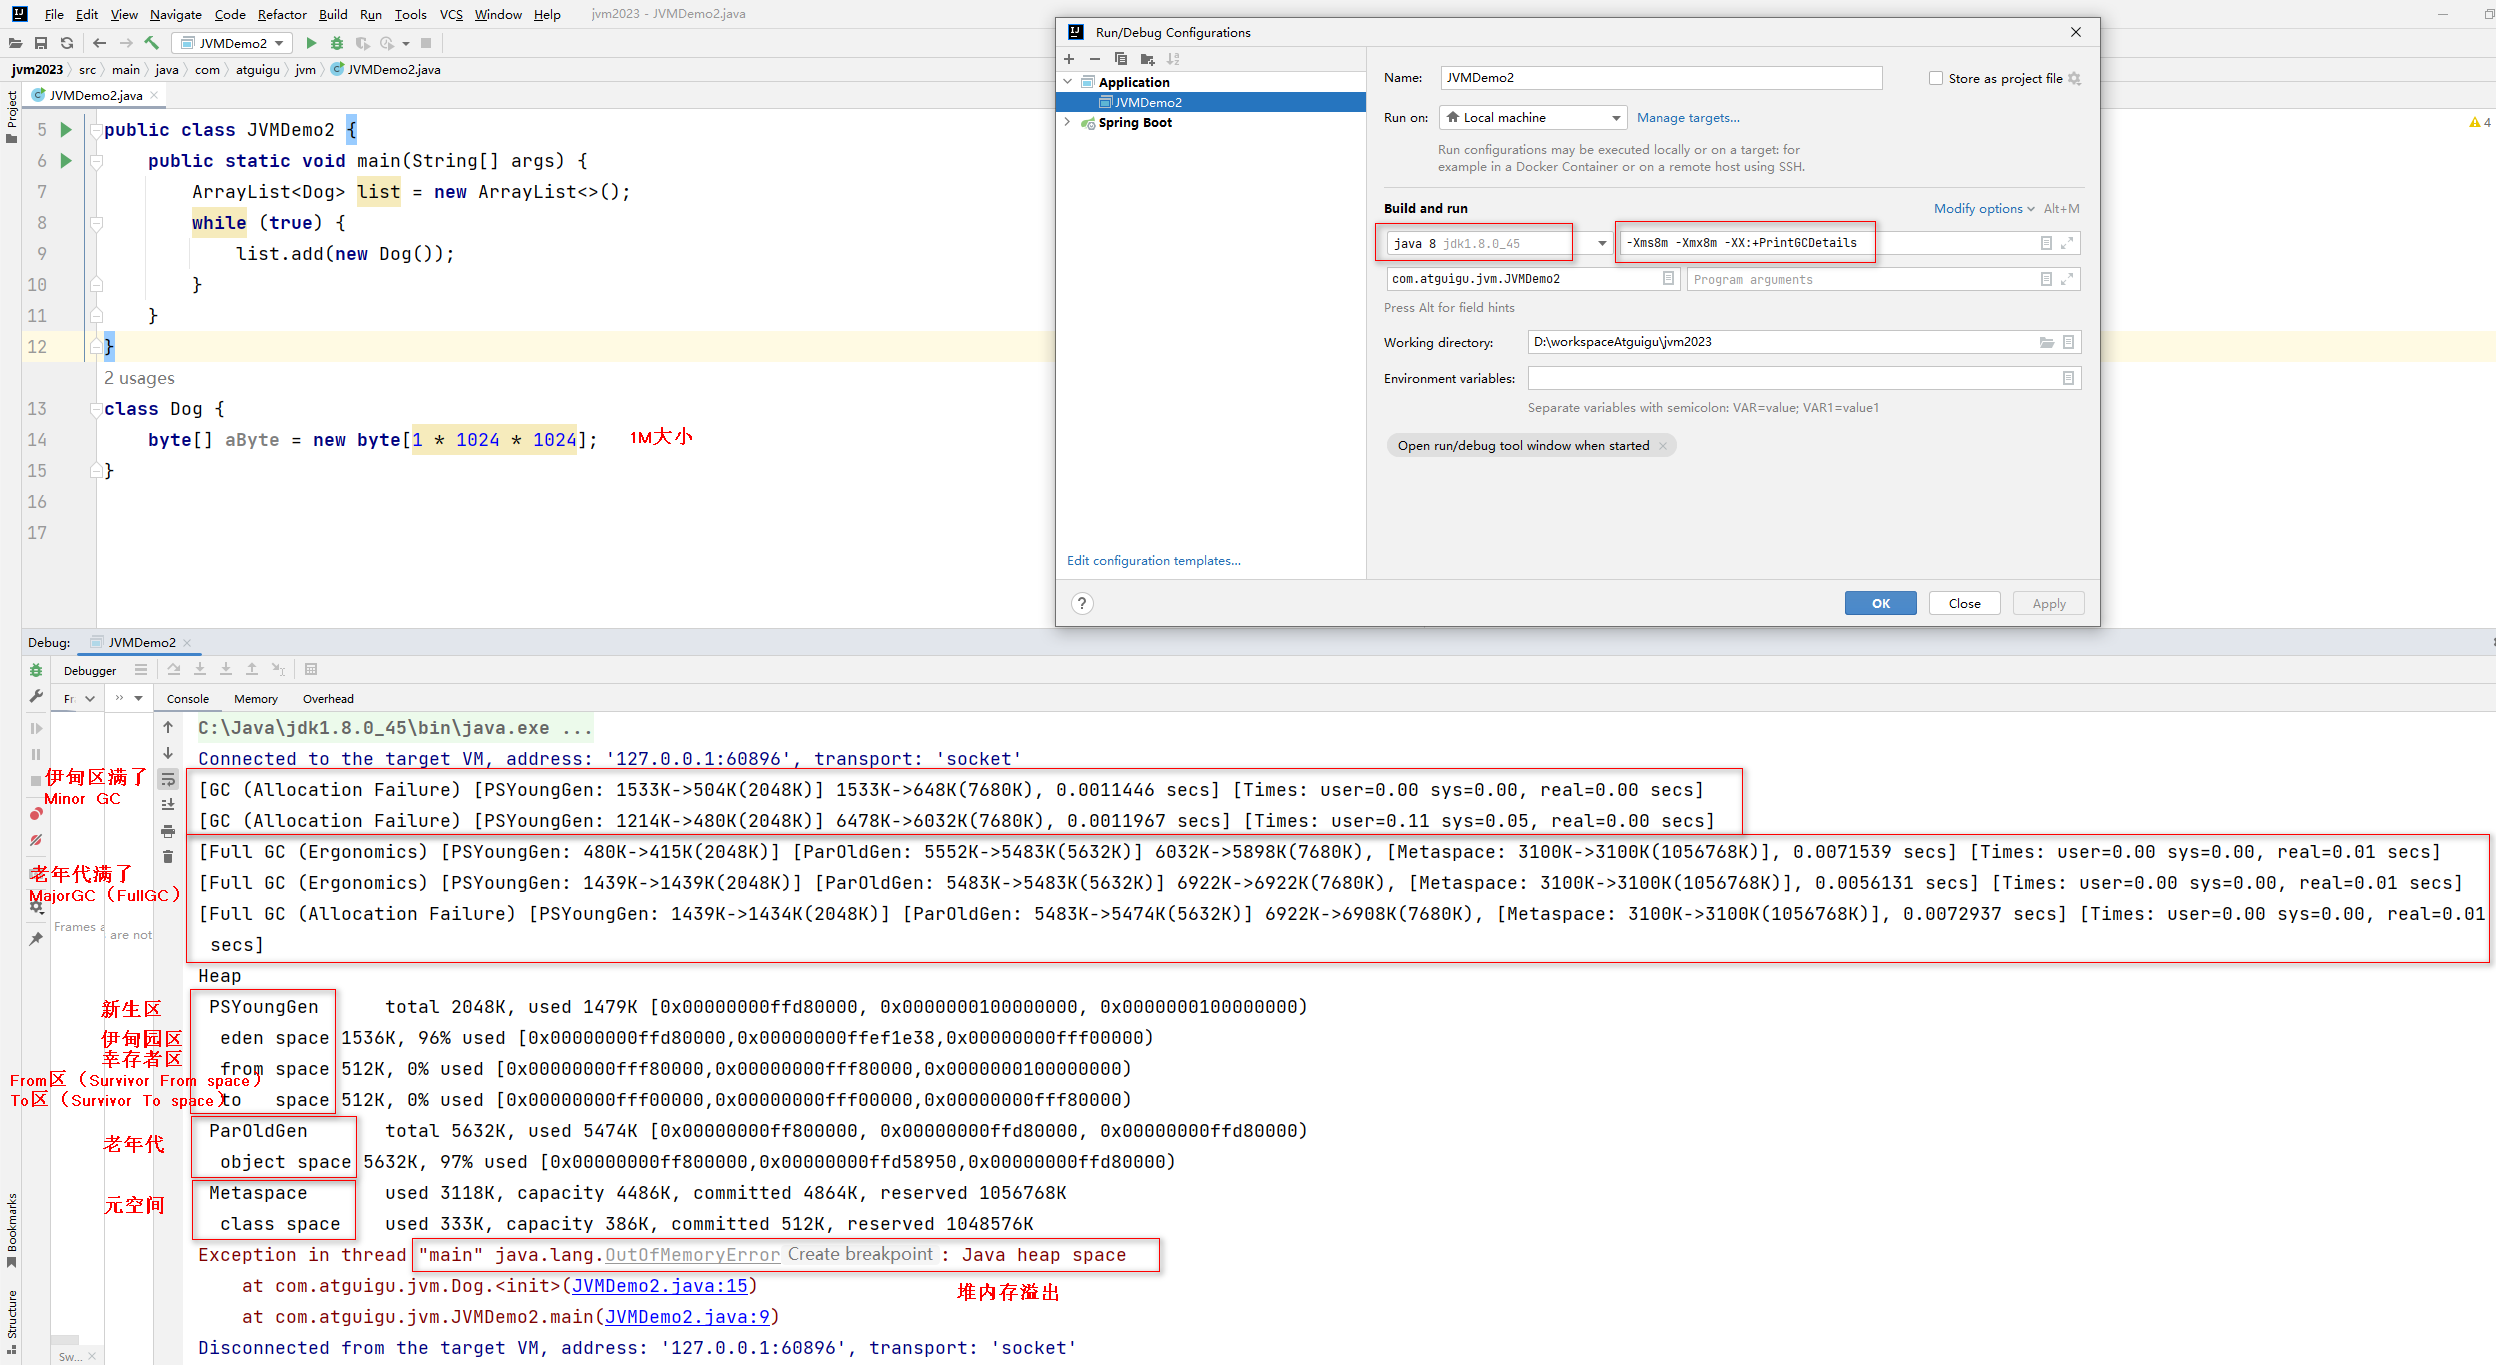 File Edit View Navigate Code Refactor Build Run Tools VCS Window Help jvm2023 - JVMDemo2.java
JVMDemo2
jvm2023 src main java com atguigu jvm JVMDemo2.java
Project
JVMDemo2.java
4
5 public class JVMDemo2 {
6 public static void main(String[] args) {
7 ArrayList<Dog> list = new ArrayList<>();
8 while (true) {
9 list.add(new Dog());
10 }
11 }
12 }
2 usages
13 class Dog {
14 byte[] aByte = new byte[1 * 1024 * 1024]; 1M大小
15 }
16
17
Run/Debug Configurations
Application
JVMDemo2
Spring Boot
Edit configuration templates...
Name: JVMDemo2 Store as project file
Run on: Local machine Manage targets...
Run configurations may be executed locally or on a target: for
example in a Docker Container or on a remote host using SSH.
Build and run Modify options Alt+M
java 8 jdk1.8.0_45 -Xms8m -Xmx8m -XX:+PrintGCDetails
com.atguigu.jvm.JVMDemo2 Program arguments
Press Alt for field hints
Working directory: D:\workspaceAtguigu\jvm2023
Environment variables:
Separate variables with semicolon: VAR=value; VAR1=value1
Open run/debug tool window when started
? OK Close Apply
Debug: JVMDemo2
Debugger
Fr Console Memory Overhead
C:\Java\jdk1.8.0_45\bin\java.exe ...
Connected to the target VM, address: '127.0.0.1:60896', transport: 'socket'
伊甸区满了
Minor GC
[GC (Allocation Failure) [PSYoungGen: 1533K->504K(2048K)] 1533K->648K(7680K), 0.0011446 secs] [Times: user=0.00 sys=0.00, real=0.00 secs]
[GC (Allocation Failure) [PSYoungGen: 1214K->480K(2048K)] 6478K->6032K(7680K), 0.0011967 secs] [Times: user=0.11 sys=0.05, real=0.00 secs]
老年代满了
MajorGC（FullGC）
[Full GC (Ergonomics) [PSYoungGen: 480K->415K(2048K)] [ParOldGen: 5552K->5483K(5632K)] 6032K->5898K(7680K), [Metaspace: 3100K->3100K(1056768K)], 0.0071539 secs] [Times: user=0.00 sys=0.00, real=0.01 secs]
[Full GC (Ergonomics) [PSYoungGen: 1439K->1439K(2048K)] [ParOldGen: 5483K->5483K(5632K)] 6922K->6922K(7680K), [Metaspace: 3100K->3100K(1056768K)], 0.0056131 secs] [Times: user=0.00 sys=0.00, real=0.01 secs]
[Full GC (Allocation Failure) [PSYoungGen: 1439K->1434K(2048K)] [ParOldGen: 5483K->5474K(5632K)] 6922K->6908K(7680K), [Metaspace: 3100K->3100K(1056768K)], 0.0072937 secs] [Times: user=0.00 sys=0.00, real=0.01
secs]
Frames a are not
Heap
新生区 PSYoungGen total 2048K, used 1479K [0x00000000ffd80000, 0x0000000100000000, 0x0000000100000000)
伊甸园区 eden space 1536K, 96% used [0x00000000ffd80000,0x00000000ffef1e38,0x00000000fff00000)
幸存者区
From区（Survivor From space）
from space 512K, 0% used [0x00000000fff80000,0x00000000fff80000,0x0000000100000000)
To区（Survivor To space）
to space 512K, 0% used [0x00000000fff00000,0x00000000fff00000,0x00000000fff80000)
老年代 ParOldGen total 5632K, used 5474K [0x00000000ff800000, 0x00000000ffd80000, 0x00000000ffd80000)
object space 5632K, 97% used [0x00000000ff800000,0x00000000ffd58950,0x00000000ffd80000)
元空间 Metaspace used 3118K, capacity 4486K, committed 4864K, reserved 1056768K
class space used 333K, capacity 386K, committed 512K, reserved 1048576K
Exception in thread "main" java.lang.OutOfMemoryError Create breakpoint : Java heap space
at com.atguigu.jvm.Dog.<init>(JVMDemo2.java:15)
堆内存溢出
at com.atguigu.jvm.JVMDemo2.main(JVMDemo2.java:9)
Disconnected from the target VM, address: '127.0.0.1:60896', transport: 'socket'
Bookmarks
Structure
Sw...